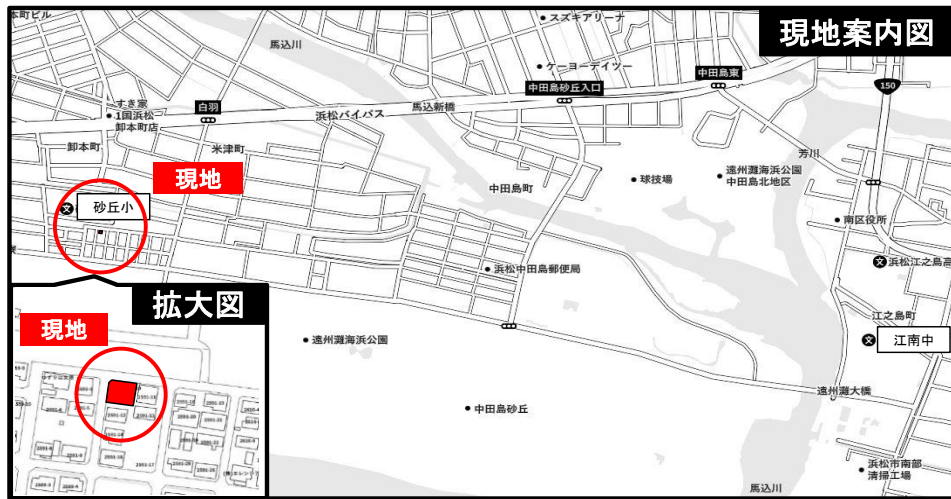 本町ビル
スズキアリーナ
現地案内図
馬込川
ケーヨーデイツー
中田島東
中田島砂丘入口
150
すき家
1国浜松
卸本町店
白羽
馬込新橋
浜松バイパス
卸本町
米津町
芳川
現地
中田島町
球技場
遠州灘海浜公園
中田島北地区
文
砂丘小
南区役所
浜松中田島郵便局
文
浜松江之島高
拡大図
現地
江之島町
遠州灘海浜公園
文
江南中
遠州灘大橋
中田島砂丘
浜松市南部
清掃工場
馬込川